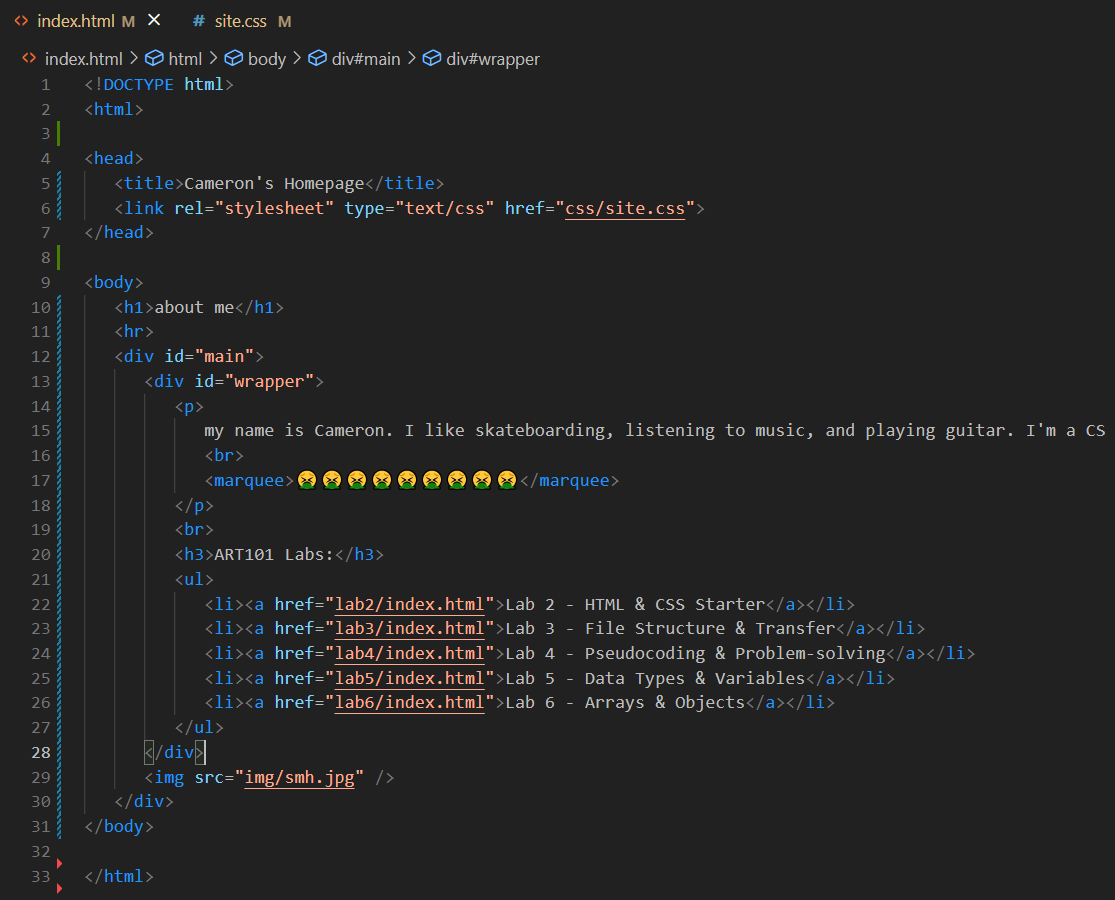 index.html M × # site.css M
index.html > html > body > div#main > div#wrapper
1 <!DOCTYPE html>
2 <html>
3
4 <head>
5 <title>Cameron's Homepage</title>
6 <link rel="stylesheet" type="text/css" href="css/site.css">
7 </head>
8
9 <body>
10 <h1>about me</h1>
11 <hr>
12 <div id="main">
13 <div id="wrapper">
14 <p>
15 my name is Cameron. I like skateboarding, listening to music, and playing guitar. I'm a CS
16 <br>
17 <marquee>🤮🤮🤮🤮🤮🤮🤮🤮🤮</marquee>
18 </p>
19 <br>
20 <h3>ART101 Labs:</h3>
21 <ul>
22 <li><a href="lab2/index.html">Lab 2 - HTML & CSS Starter</a></li>
23 <li><a href="lab3/index.html">Lab 3 - File Structure & Transfer</a></li>
24 <li><a href="lab4/index.html">Lab 4 - Pseudocoding & Problem-solving</a></li>
25 <li><a href="lab5/index.html">Lab 5 - Data Types & Variables</a></li>
26 <li><a href="lab6/index.html">Lab 6 - Arrays & Objects</a></li>
27 </ul>
28 </div>
29 <img src="img/smh.jpg" />
30 </div>
31 </body>
32
33 </html>